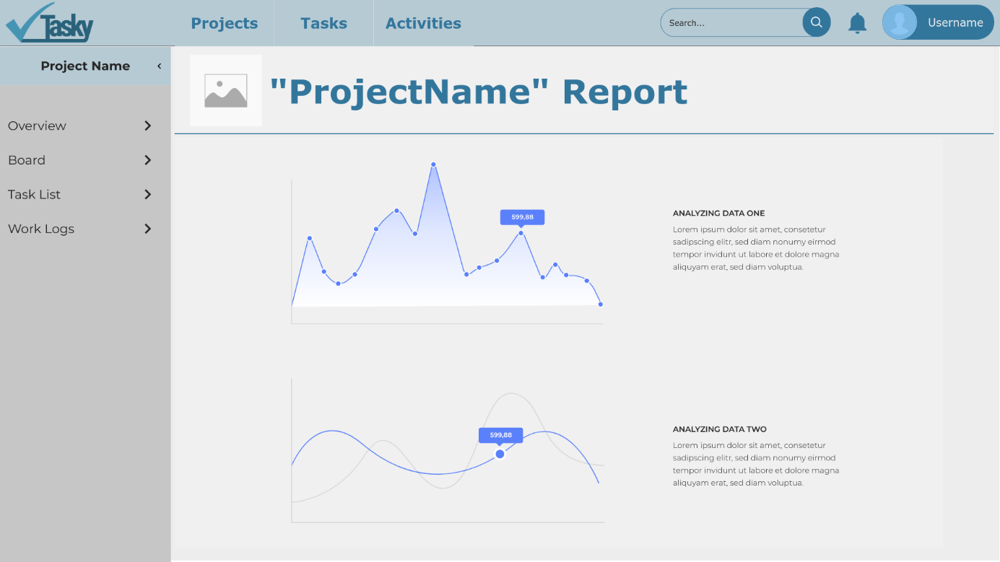 Tasky
Projects
Tasks
Activities
Search...
Username
Project Name
Overview
Board
Task List
Work Logs
"ProjectName" Report
599,88
ANALYZING DATA ONE
Lorem ipsum dolor sit amet, consetetur
sadipscing elitr, sed diam nonumy eirmod
tempor invidunt ut labore et dolore magna
aliquyam erat, sed diam voluptua.
599,88
ANALYZING DATA TWO
Lorem ipsum dolor sit amet, consetetur
sadipscing elitr, sed diam nonumy eirmod
tempor invidunt ut labore et dolore magna
aliquyam erat, sed diam voluptua.